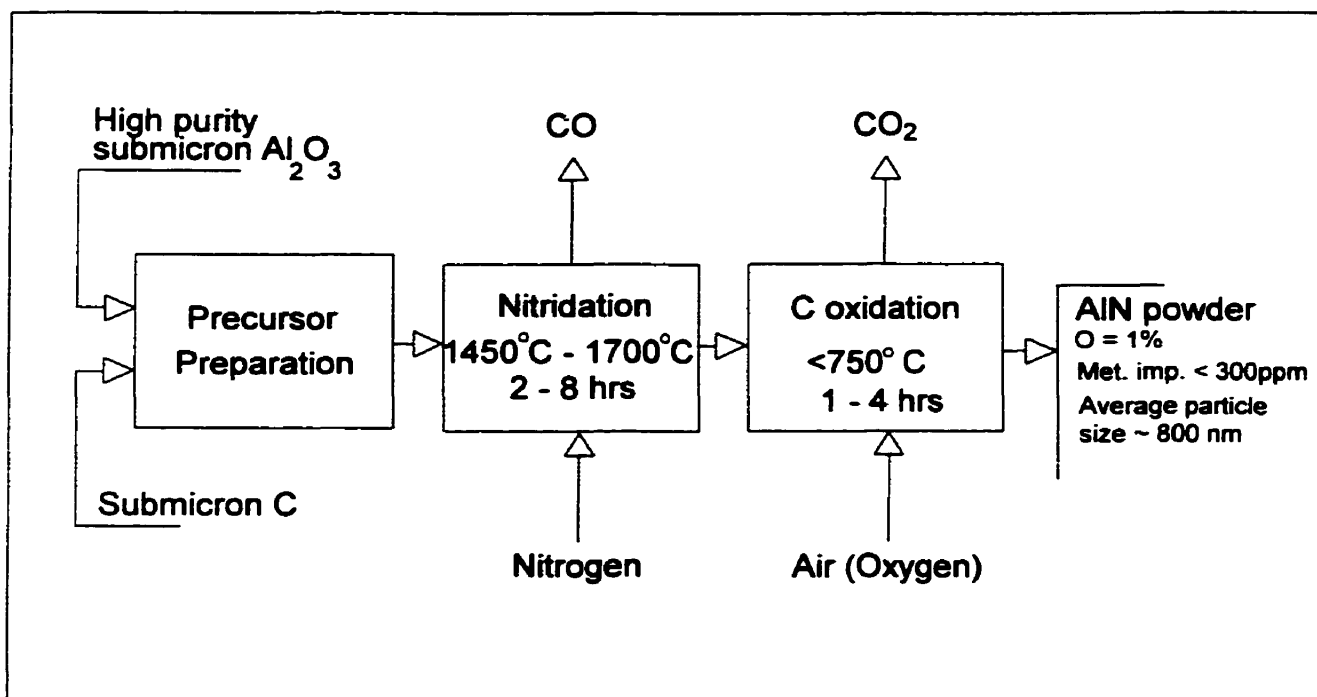 High purity
submicron Al₂O₃
CO
CO₂
Precursor
Preparation
Nitridation
1450°C - 1700°C
2 - 8 hrs
C oxidation
<750° C
1 - 4 hrs
AlN powder
O = 1%
Met. imp. < 300ppm
Average particle
size ~ 800 nm
Submicron C
Nitrogen
Air (Oxygen)